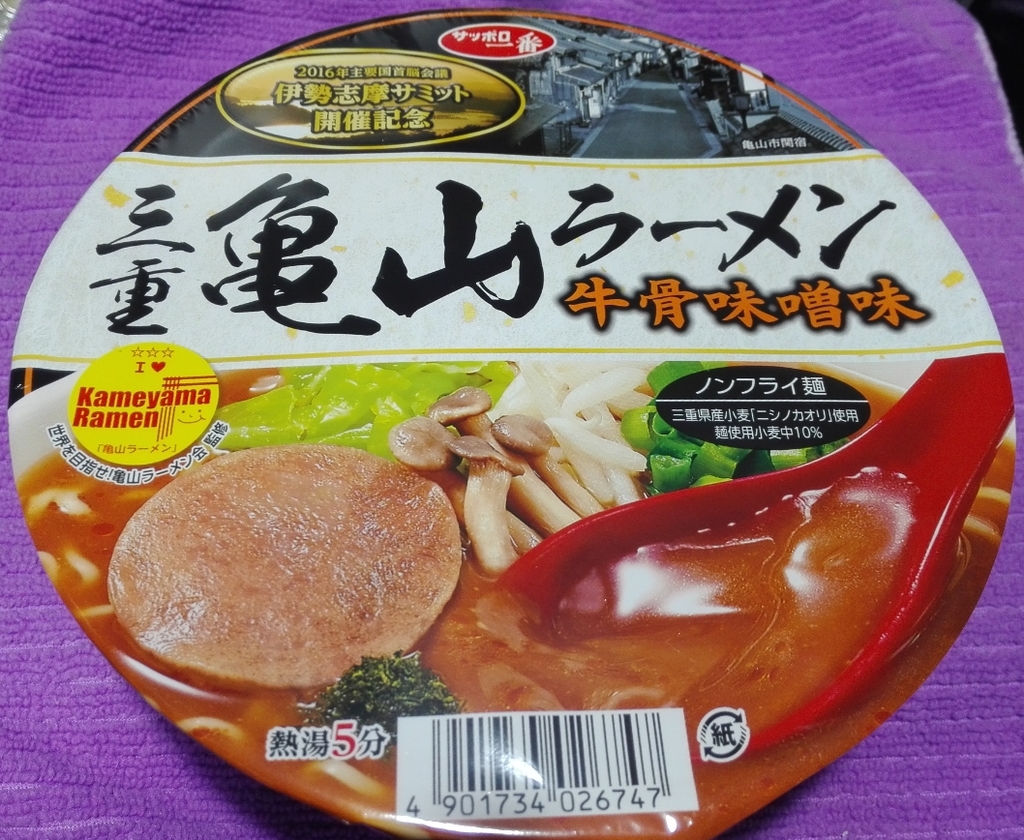 サッポロ一番
2016年主要国首脳会議
伊勢志摩サミット
開催記念
亀山市関宿
三重
亀山ラーメン
牛骨味噌味
☆☆☆
I ♥
Kameyama
Ramen
「亀山ラーメン」
世界を目指せ!亀山ラーメン会 関発
ノンフライ麺
三重県産小麦「ニシノカオリ」使用
麺使用小麦中10%
熱湯5分
紙
4 901734 026747